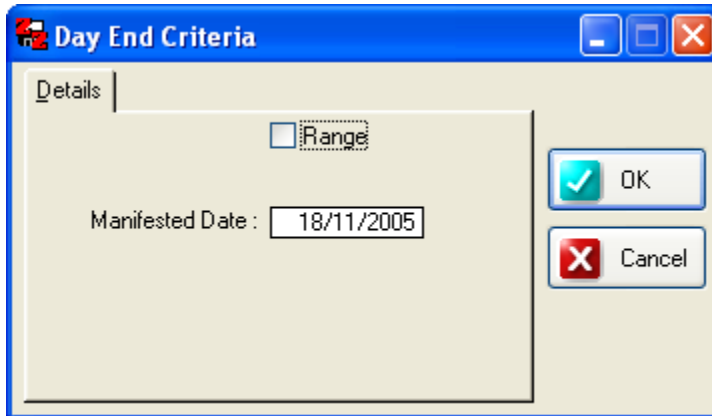 Day End Criteria
Details
Range
Manifested Date : 18/11/2005
OK
Cancel